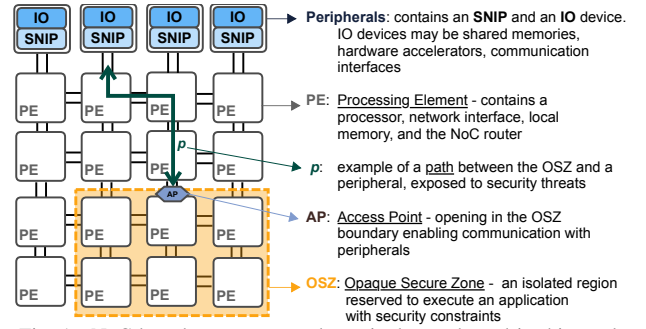 IO IO IO IO
SNIP SNIP SNIP SNIP
PE PE PE PE
PE PE PE PE
p
AP
PE PE PE PE
PE PE PE PE
Peripherals: contains an SNIP and an IO device.
IO devices may be shared memories,
hardware accelerators, communication
interfaces
PE: Processing Element - contains a
processor, network interface, local
memory, and the NoC router
p: example of a path between the OSZ and a
peripheral, exposed to security threats
AP: Access Point - opening in the OSZ
boundary enabling communication with
peripherals
OSZ: Opaque Secure Zone - an isolated region
reserved to execute an application
with security constraints